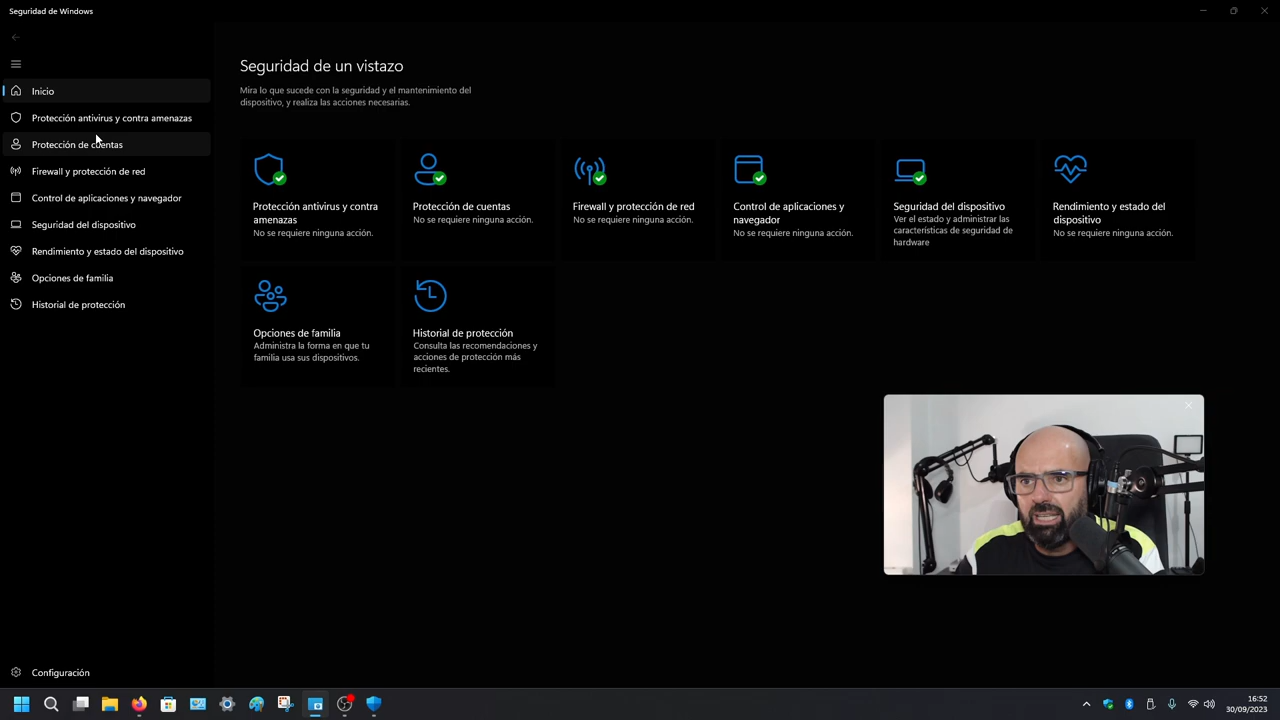 Seguridad de Windows
Inicio
Protección antivirus y contra amenazas
Protección de cuentas
Firewall y protección de red
Control de aplicaciones y navegador
Seguridad del dispositivo
Rendimiento y estado del dispositivo
Opciones de familia
Historial de protección
Configuración
Seguridad de un vistazo
Mira lo que sucede con la seguridad y el mantenimiento del
dispositivo, y realiza las acciones necesarias.
Protección antivirus y contra
amenazas
No se requiere ninguna acción.
Protección de cuentas
No se requiere ninguna acción.
Firewall y protección de red
No se requiere ninguna acción.
Control de aplicaciones y
navegador
No se requiere ninguna acción.
Seguridad del dispositivo
Ver el estado y administrar las
características de seguridad de
hardware
Rendimiento y estado del
dispositivo
No se requiere ninguna acción.
Opciones de familia
Administra la forma en que tu
familia usa sus dispositivos.
Historial de protección
Consulta las recomendaciones y
acciones de protección más
recientes.
16:52
30/09/2023